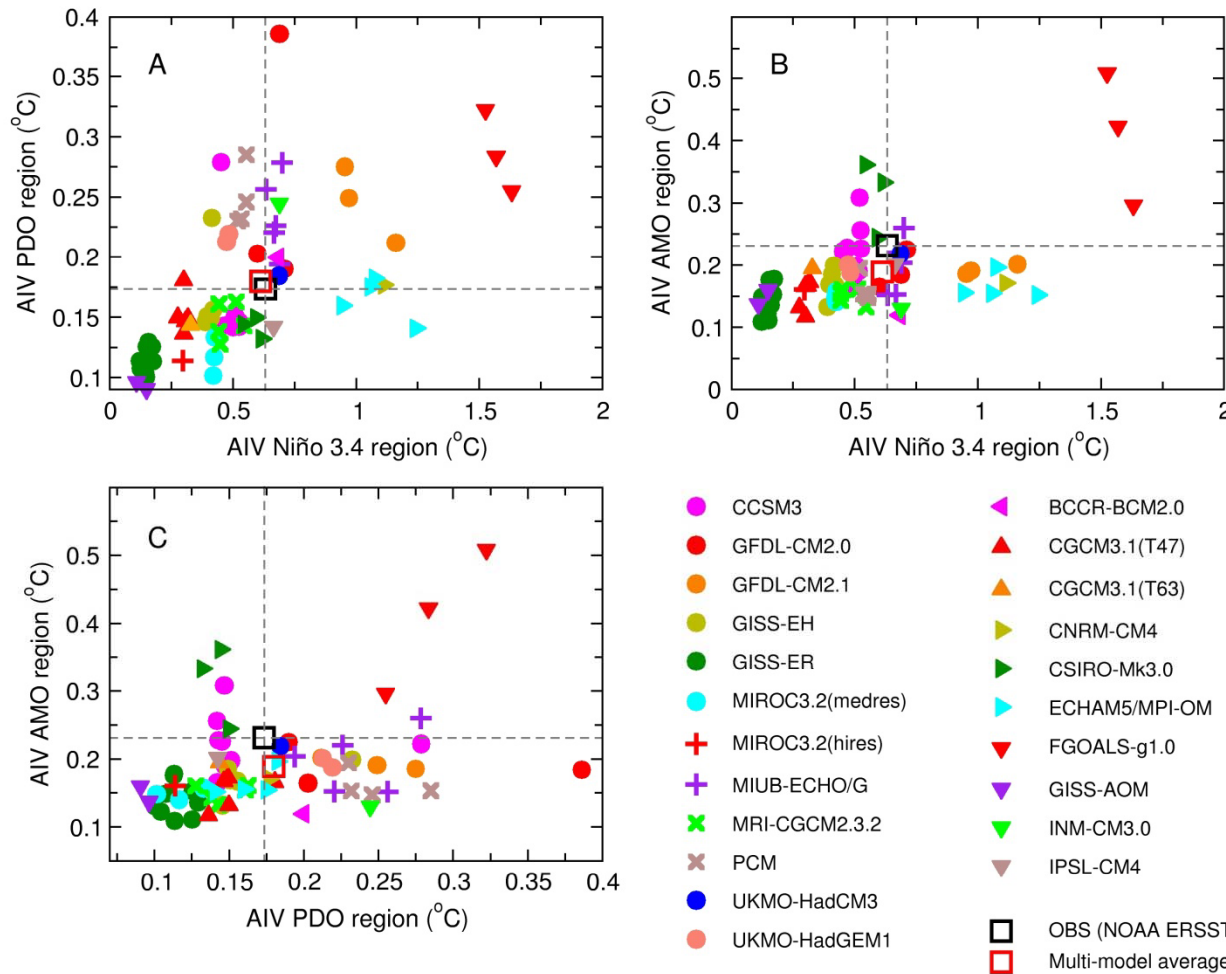 0.4
0.35
0.3
0.25
0.2
0.15
0.1
AIV PDO region (°C)
A
0 0.5 1 1.5 2
AIV Niño 3.4 region (°C)
0.5
0.4
0.3
0.2
0.1
0
AIV AMO region (°C)
B
0 0.5 1 1.5 2
AIV Niño 3.4 region (°C)
0.5
0.4
0.3
0.2
0.1
AIV AMO region (°C)
C
0.1 0.15 0.2 0.25 0.3 0.35 0.4
AIV PDO region (°C)
CCSM3
GFDL-CM2.0
GFDL-CM2.1
GISS-EH
GISS-ER
MIROC3.2(medres)
MIROC3.2(hires)
MIUB-ECHO/G
MRI-CGCM2.3.2
PCM
UKMO-HadCM3
UKMO-HadGEM1
BCCR-BCM2.0
CGCM3.1(T47)
CGCM3.1(T63)
CNRM-CM4
CSIRO-Mk3.0
ECHAM5/MPI-OM
FGOALS-g1.0
GISS-AOM
INM-CM3.0
IPSL-CM4
OBS (NOAA ERSST
Multi-model average